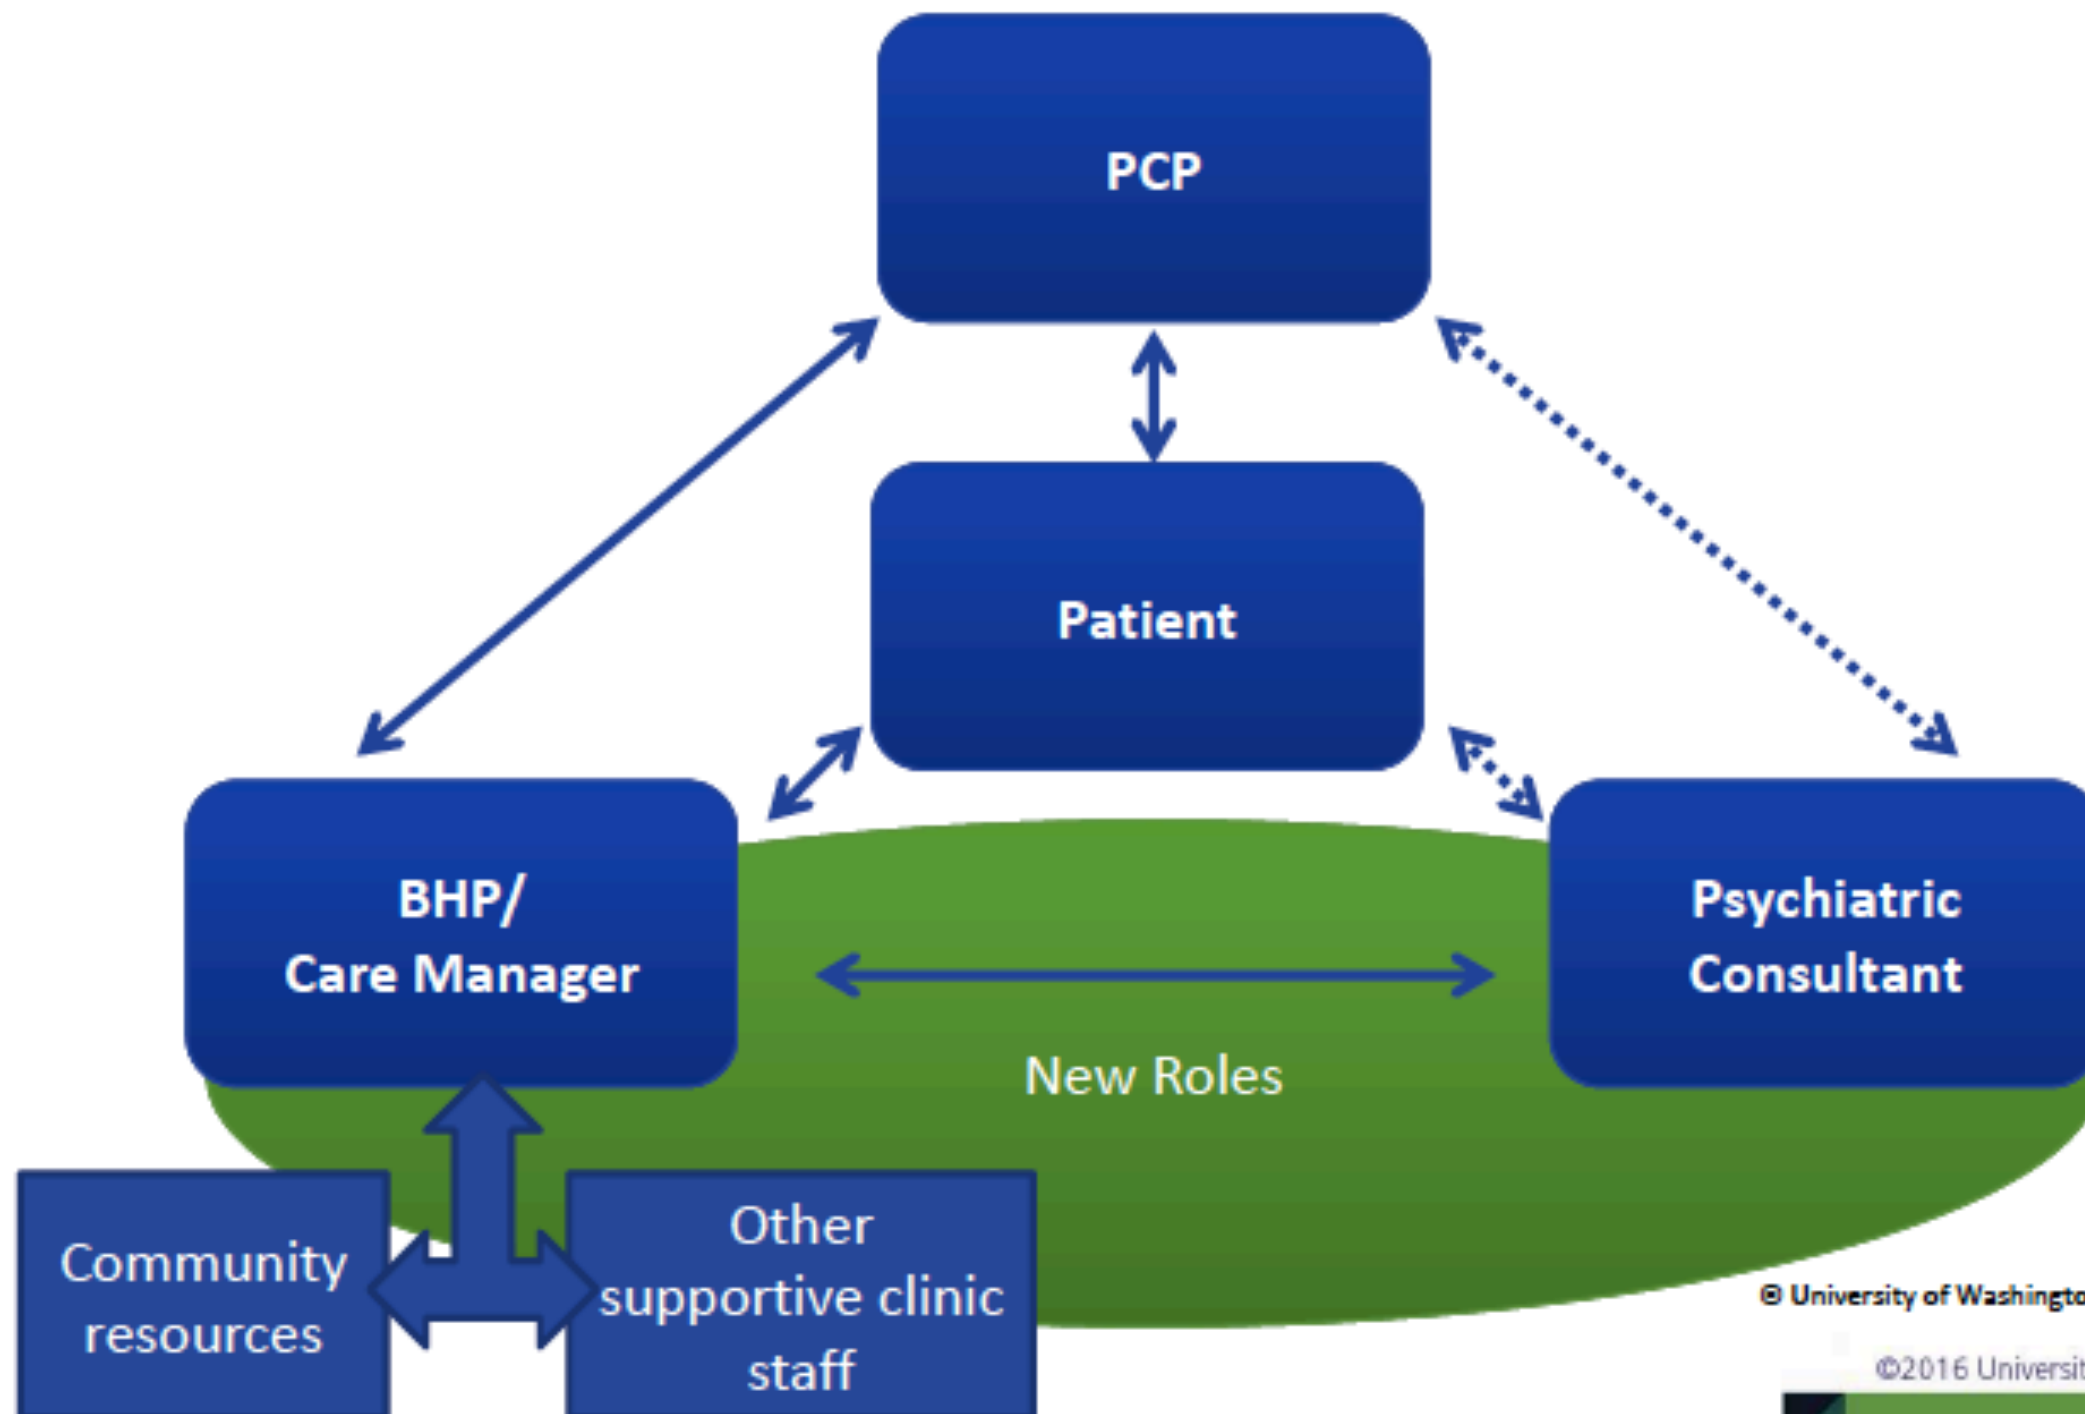 PCP
Patient
BHP/
Care Manager
Psychiatric
Consultant
New Roles
Community
resources
Other
supportive clinic
staff
© University of Washingto
©2016 Universit